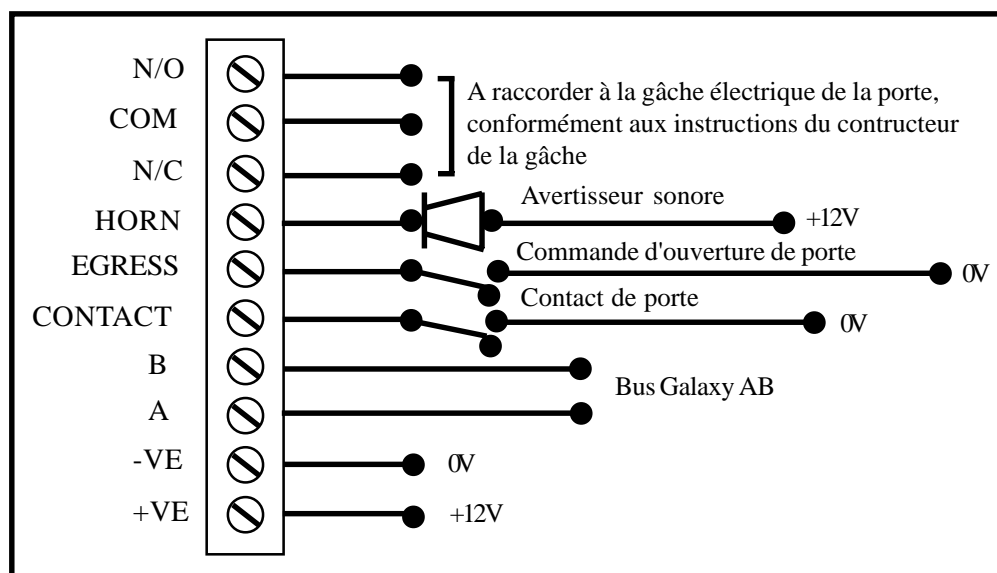 N/O
COM
N/C
A raccorder à la gâche électrique de la porte,
conformément aux instructions du contructeur
de la gâche
HORN
Avertisseur sonore
+12V
EGRESS
Commande d'ouverture de porte
0V
CONTACT
Contact de porte
0V
B
A
Bus Galaxy AB
-VE
0V
+VE
+12V